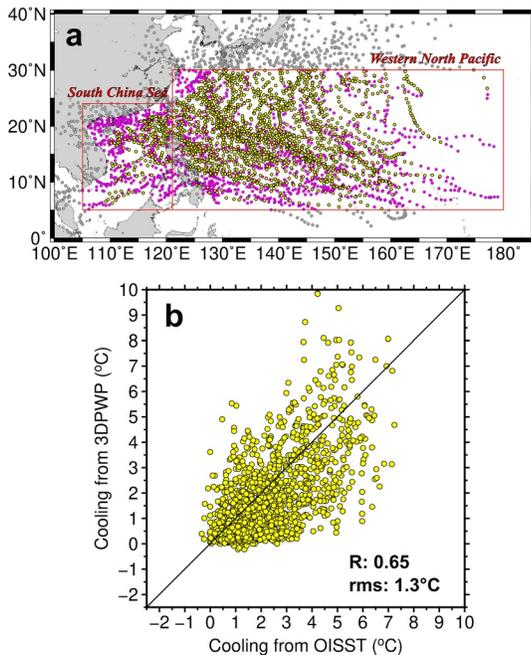 40°N
a
Western North Pacific
30°N
South China Sea
20°N
10°N
0°
100°E 110°E 120°E 130°E 140°E 150°E 160°E 170°E 180°
b
Cooling from 3DPWP (ºC)
10
9
8
7
6
5
4
3
2
1
0
−1
−2
R: 0.65
rms: 1.3°C
−2 −1 0 1 2 3 4 5 6 7 8 9 10
Cooling from OISST (ºC)